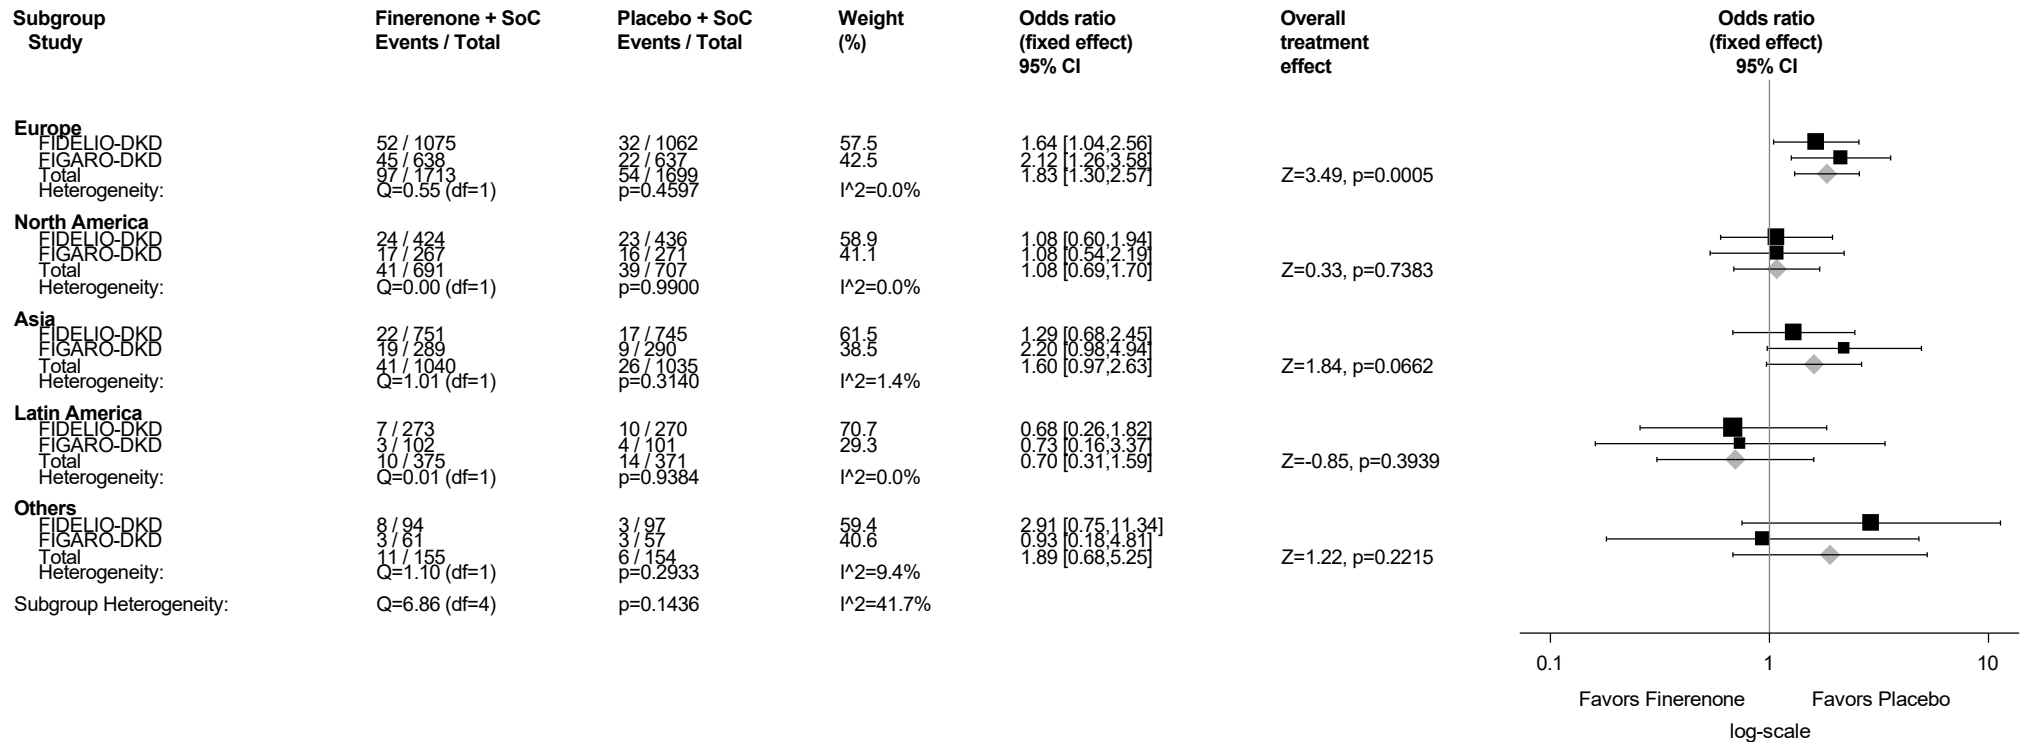 Subgroup Finerenone + SoC Placebo + SoC Weight Odds ratio Overall Odds ratio
Study Events / Total Events / Total (%) (fixed effect) treatment (fixed effect)
95% CI effect 95% CI
Europe
FIDELIO-DKD 52 / 1075 32 / 1062 57.5 1.64 [1.04,2.56]
FIGARO-DKD 45 / 638 22 / 637 42.5 2.12 [1.26,3.58]
Total 97 / 1713 54 / 1699 1.83 [1.30,2.57] Z=3.49, p=0.0005
Heterogeneity: Q=0.55 (df=1) p=0.4597 I^2=0.0%
North America
FIDELIO-DKD 24 / 424 23 / 436 58.9 1.08 [0.60,1.94]
FIGARO-DKD 17 / 267 16 / 271 41.1 1.08 [0.54,2.19]
Total 41 / 691 39 / 707 1.08 [0.69,1.70] Z=0.33, p=0.7383
Heterogeneity: Q=0.00 (df=1) p=0.9900 I^2=0.0%
Asia
FIDELIO-DKD 22 / 751 17 / 745 61.5 1.29 [0.68,2.45]
FIGARO-DKD 19 / 289 9 / 290 38.5 2.20 [0.98,4.94]
Total 41 / 1040 26 / 1035 1.60 [0.97,2.63] Z=1.84, p=0.0662
Heterogeneity: Q=1.01 (df=1) p=0.3140 I^2=1.4%
Latin America
FIDELIO-DKD 7 / 273 10 / 270 70.7 0.68 [0.26,1.82]
FIGARO-DKD 3 / 102 4 / 101 29.3 0.73 [0.16,3.37]
Total 10 / 375 14 / 371 0.70 [0.31,1.59] Z=-0.85, p=0.3939
Heterogeneity: Q=0.01 (df=1) p=0.9384 I^2=0.0%
Others
FIDELIO-DKD 8 / 94 3 / 97 59.4 2.91 [0.75,11.34]
FIGARO-DKD 3 / 61 3 / 57 40.6 0.93 [0.18,4.81]
Total 11 / 155 6 / 154 1.89 [0.68,5.25] Z=1.22, p=0.2215
Heterogeneity: Q=1.10 (df=1) p=0.2933 I^2=9.4%
Subgroup Heterogeneity: Q=6.86 (df=4) p=0.1436 I^2=41.7%
0.1 1 10
Favors Finerenone Favors Placebo
log-scale